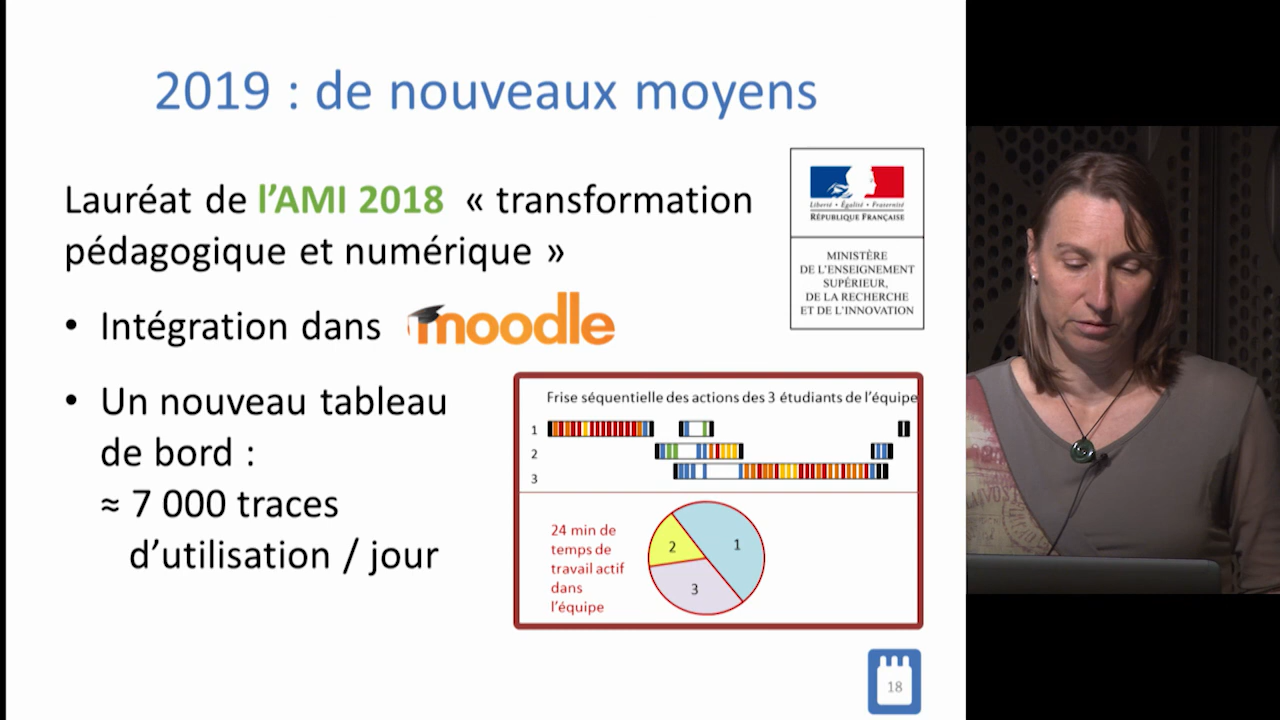 2019 : de nouveaux moyens
Lauréat de l'AMI 2018 « transformation
pédagogique et numérique »
Liberté • Égalité • Fraternité
RÉPUBLIQUE FRANÇAISE
MINISTÈRE
DE L'ENSEIGNEMENT
SUPÉRIEUR,
DE LA RECHERCHE
ET DE L'INNOVATION
• Intégration dans moodle
• Un nouveau tableau
de bord :
≈ 7 000 traces
d'utilisation / jour
Frise séquentielle des actions des 3 étudiants de l'équipe
1
2
3
24 min de
temps de
travail actif
dans
l'équipe
1
2
3
18